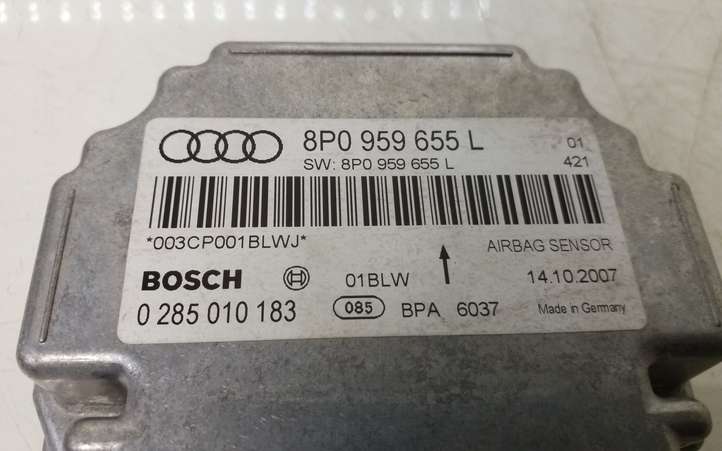 8P0 959 655 L 01
SW: 8P0 959 655 L 421
*003CP001BLWJ* AIRBAG SENSOR
BOSCH 01BLW 14.10.2007
0 285 010 183 085 BPA 6037 Made in Germany